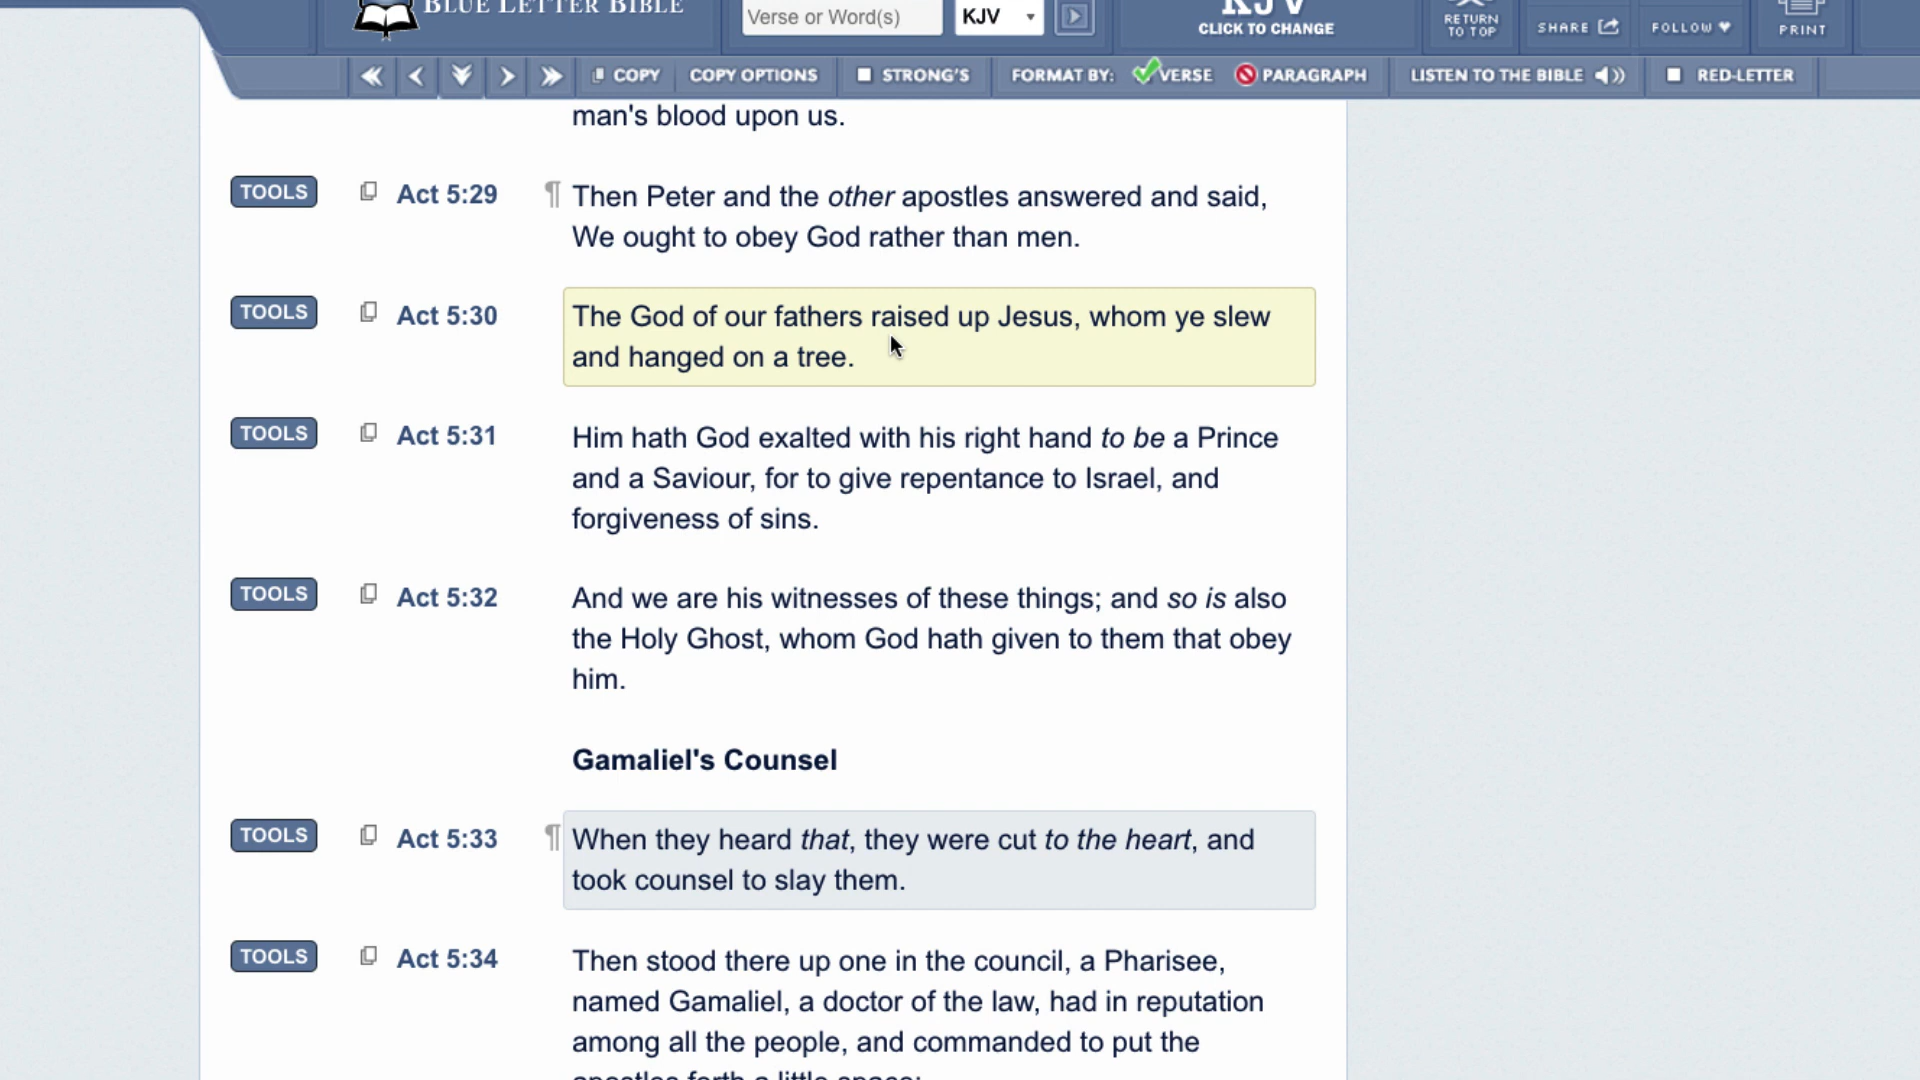 BLUE LETTER BIBLE
Verse or Word(s)
KJV
KJV
CLICK TO CHANGE
RETURN
TO TOP
SHARE
FOLLOW
PRINT
COPY
COPY OPTIONS
STRONG'S
FORMAT BY:
VERSE
PARAGRAPH
LISTEN TO THE BIBLE
RED-LETTER
man's blood upon us.
TOOLS
Act 5:29
¶ Then Peter and the other apostles answered and said,
We ought to obey God rather than men.
TOOLS
Act 5:30
The God of our fathers raised up Jesus, whom ye slew
and hanged on a tree.
TOOLS
Act 5:31
Him hath God exalted with his right hand to be a Prince
and a Saviour, for to give repentance to Israel, and
forgiveness of sins.
TOOLS
Act 5:32
And we are his witnesses of these things; and so is also
the Holy Ghost, whom God hath given to them that obey
him.
Gamaliel's Counsel
TOOLS
Act 5:33
¶ When they heard that, they were cut to the heart, and
took counsel to slay them.
TOOLS
Act 5:34
Then stood there up one in the council, a Pharisee,
named Gamaliel, a doctor of the law, had in reputation
among all the people, and commanded to put the
apostles forth a little space;